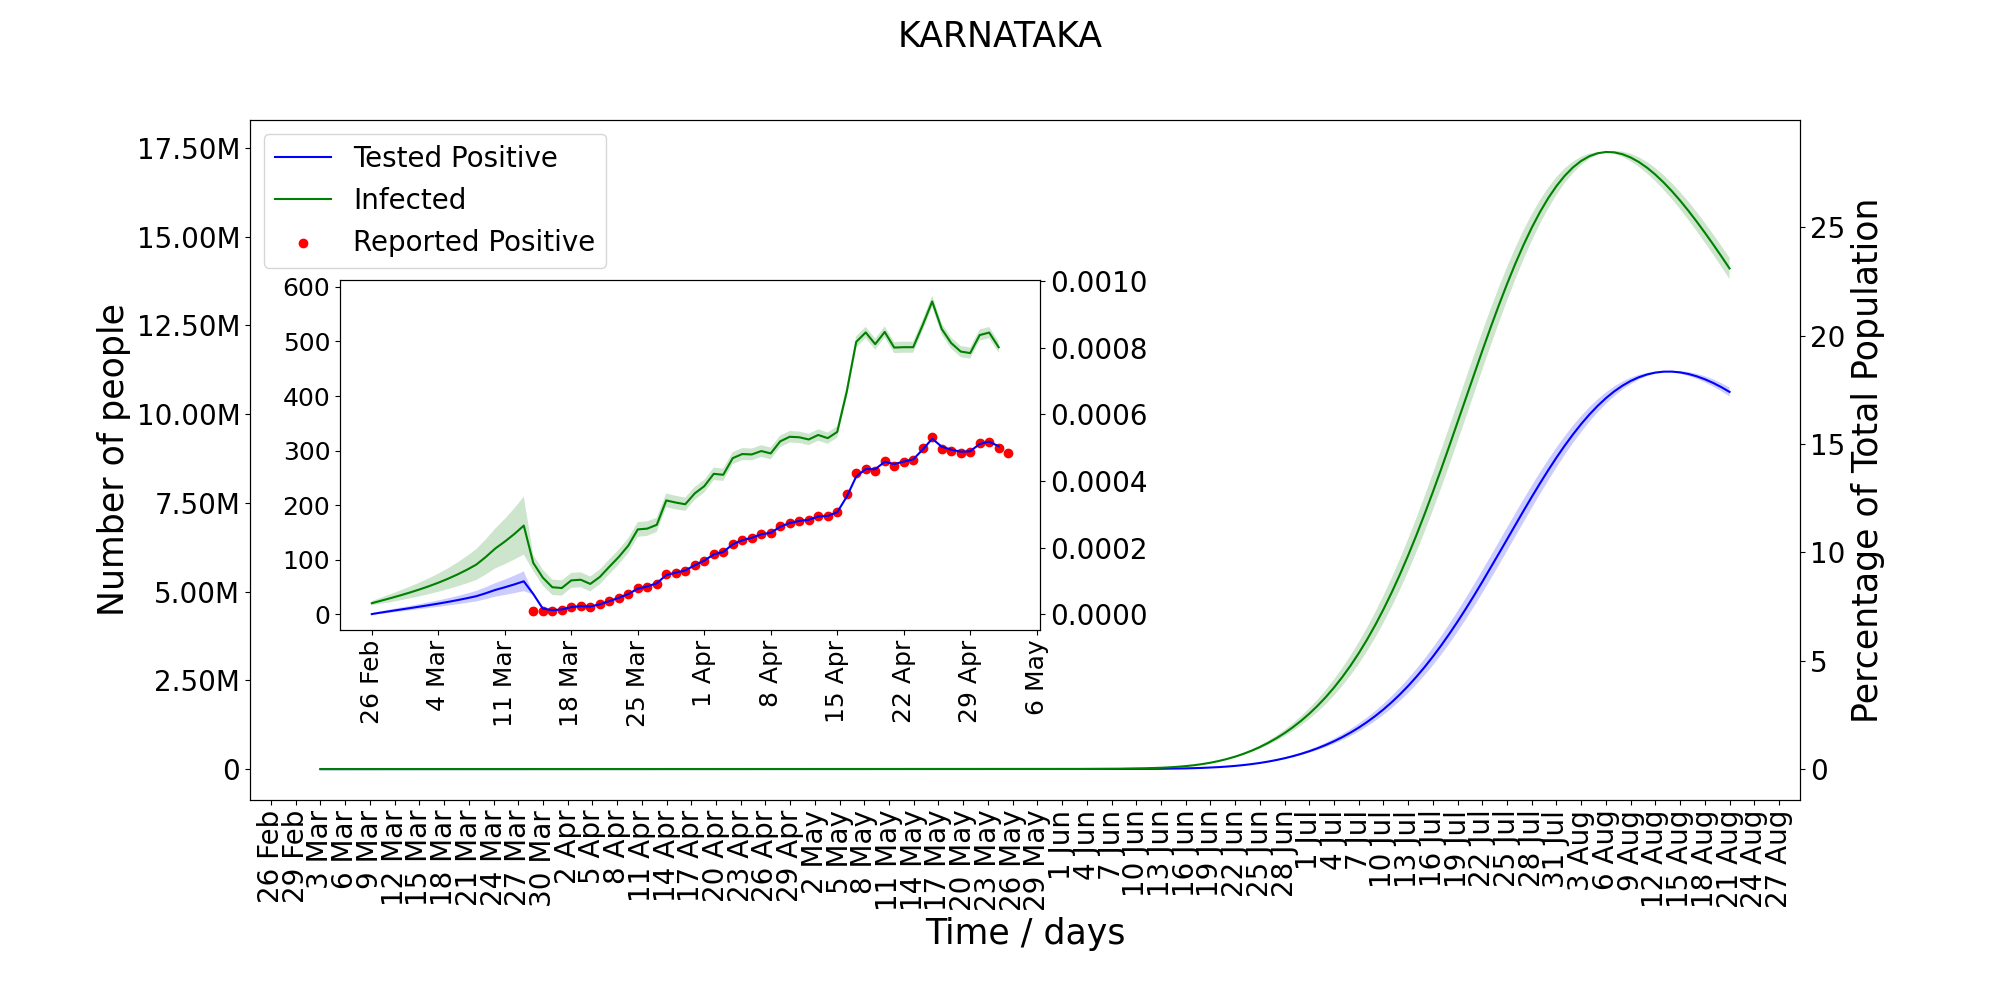 KARNATAKA
Number of people
17.50M
15.00M
12.50M
10.00M
7.50M
5.00M
2.50M
0
Tested Positive
Infected
Reported Positive
600
500
400
300
200
100
0
0.0010
0.0008
0.0006
0.0004
0.0002
0.0000
26 Feb
4 Mar
11 Mar
18 Mar
25 Mar
1 Apr
8 Apr
15 Apr
22 Apr
29 Apr
6 May
25
20
15
10
5
0
Percentage of Total Population
26 Feb
29 Feb
3 Mar
6 Mar
9 Mar
12 Mar
15 Mar
18 Mar
21 Mar
24 Mar
27 Mar
30 Mar
2 Apr
5 Apr
8 Apr
11 Apr
14 Apr
17 Apr
20 Apr
23 Apr
26 Apr
29 Apr
2 May
5 May
8 May
11 May
14 May
17 May
20 May
23 May
26 May
29 May
1 Jun
4 Jun
7 Jun
10 Jun
13 Jun
16 Jun
19 Jun
22 Jun
25 Jun
28 Jun
1 Jul
4 Jul
7 Jul
10 Jul
13 Jul
16 Jul
19 Jul
22 Jul
25 Jul
28 Jul
31 Jul
3 Aug
6 Aug
9 Aug
12 Aug
15 Aug
18 Aug
21 Aug
24 Aug
27 Aug
Time / days